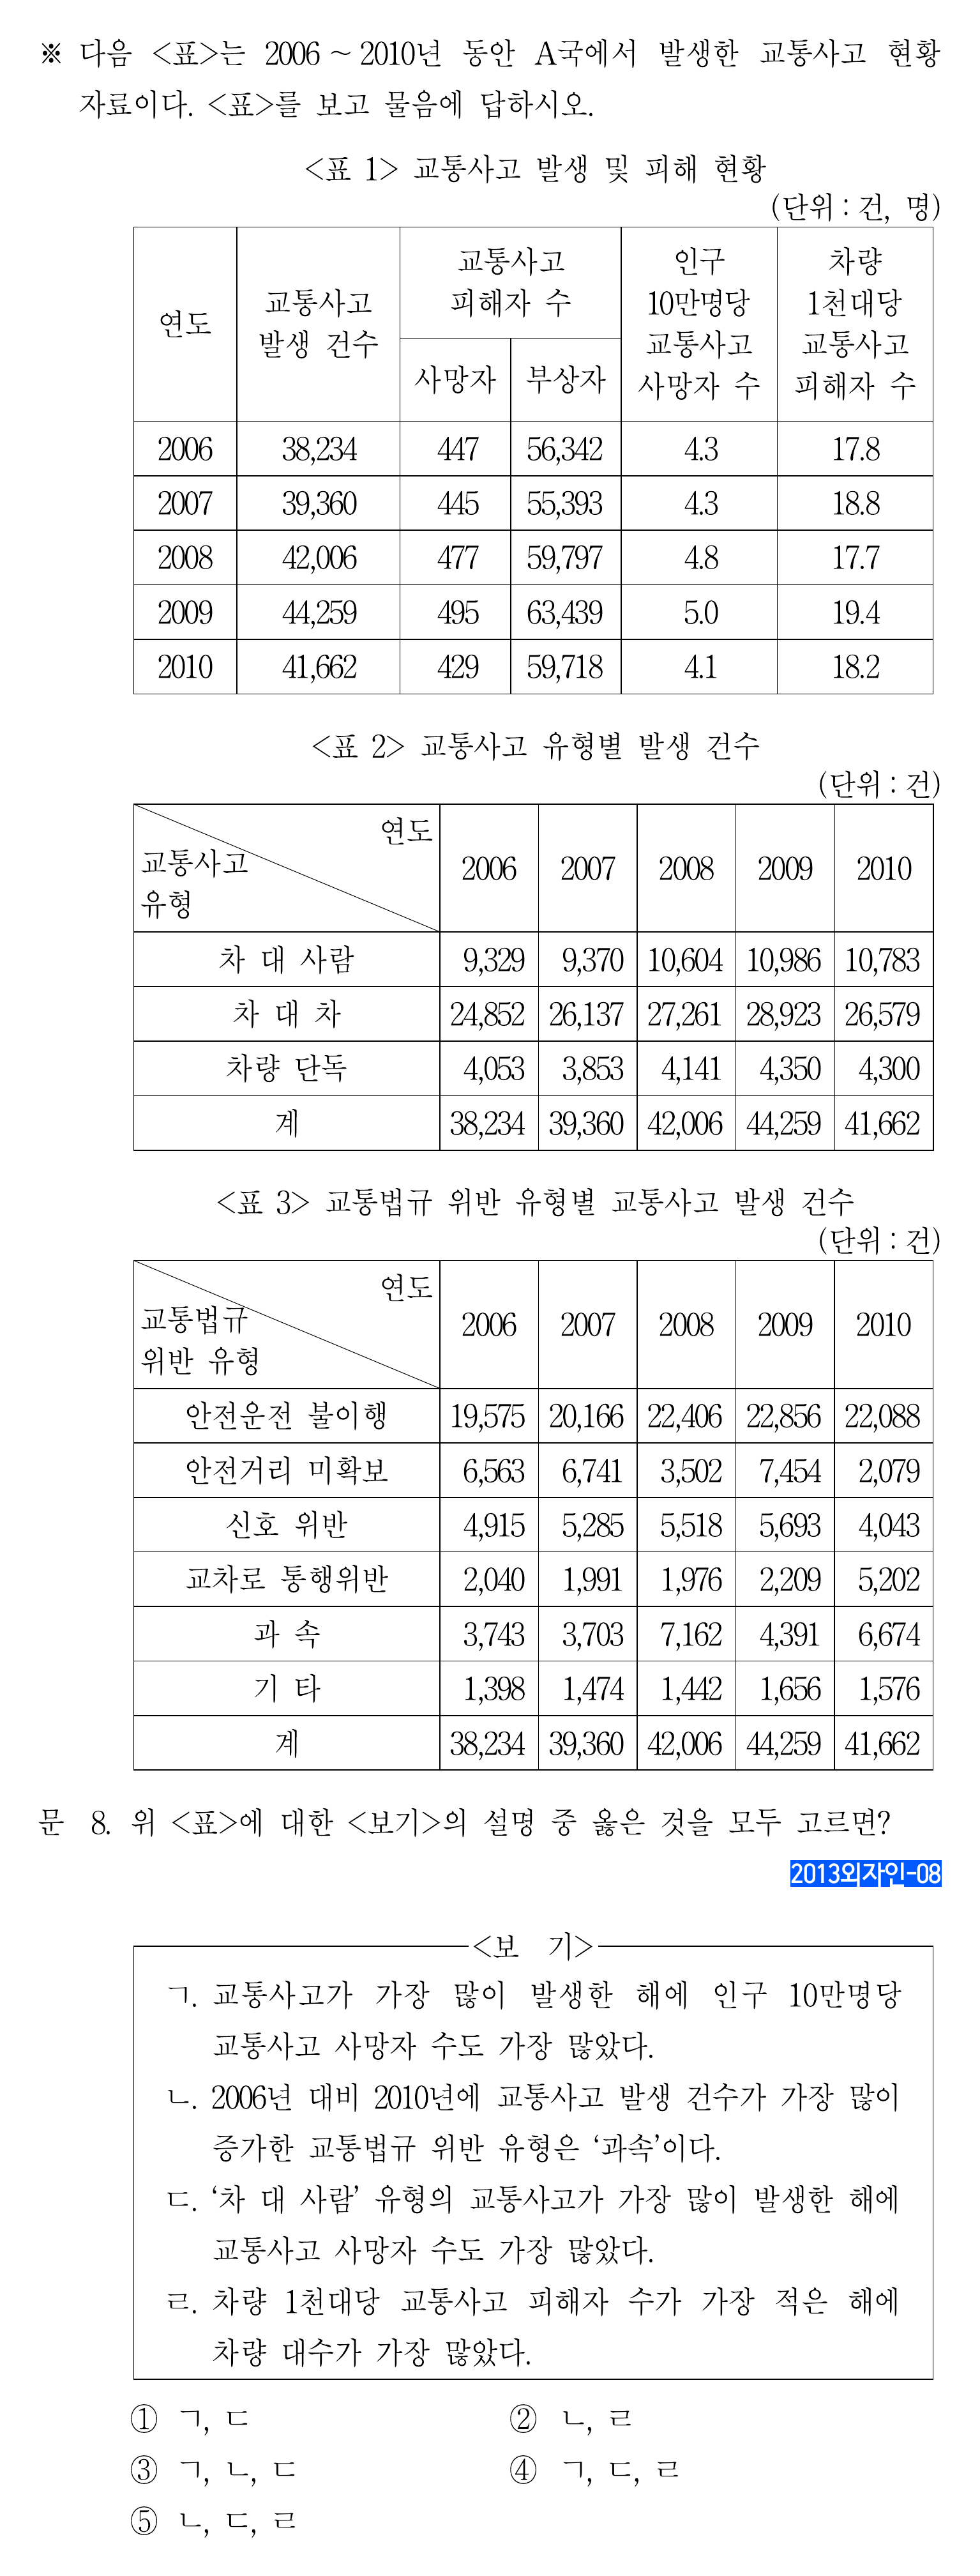 ※ 다음 <표>는 2006 ~ 2010년 동안 A국에서 발생한 교통사고 현황
자료이다. <표>를 보고 물음에 답하시오.
<표 1> 교통사고 발생 및 피해 현황
(단위 : 건, 명)
연도 교통사고 발생 건수 교통사고 피해자 수 인구 10만명당 교통사고 사망자 수 차량 1천대당 교통사고 피해자 수
사망자 부상자
2006 38,234 447 56,342 4.3 17.8
2007 39,360 445 55,393 4.3 18.8
2008 42,006 477 59,797 4.8 17.7
2009 44,259 495 63,439 5.0 19.4
2010 41,662 429 59,718 4.1 18.2
<표 2> 교통사고 유형별 발생 건수
(단위 : 건)
연도
교통사고
유형
2006 2007 2008 2009 2010
차 대 사람 9,329 9,370 10,604 10,986 10,783
차 대 차 24,852 26,137 27,261 28,923 26,579
차량 단독 4,053 3,853 4,141 4,350 4,300
계 38,234 39,360 42,006 44,259 41,662
<표 3> 교통법규 위반 유형별 교통사고 발생 건수
(단위 : 건)
연도
교통법규
위반 유형
2006 2007 2008 2009 2010
안전운전 불이행 19,575 20,166 22,406 22,856 22,088
안전거리 미확보 6,563 6,741 3,502 7,454 2,079
신호 위반 4,915 5,285 5,518 5,693 4,043
교차로 통행위반 2,040 1,991 1,976 2,209 5,202
과 속 3,743 3,703 7,162 4,391 6,674
기 타 1,398 1,474 1,442 1,656 1,576
계 38,234 39,360 42,006 44,259 41,662
문 8. 위 <표>에 대한 <보기>의 설명 중 옳은 것을 모두 고르면?
2013외자인-08
<보 기>
ㄱ. 교통사고가 가장 많이 발생한 해에 인구 10만명당
교통사고 사망자 수도 가장 많았다.
ㄴ. 2006년 대비 2010년에 교통사고 발생 건수가 가장 많이
증가한 교통법규 위반 유형은 ‘과속’이다.
ㄷ. ‘차 대 사람’ 유형의 교통사고가 가장 많이 발생한 해에
교통사고 사망자 수도 가장 많았다.
ㄹ. 차량 1천대당 교통사고 피해자 수가 가장 적은 해에
차량 대수가 가장 많았다.
① ㄱ, ㄷ ② ㄴ, ㄹ
③ ㄱ, ㄴ, ㄷ ④ ㄱ, ㄷ, ㄹ
⑤ ㄴ, ㄷ, ㄹ